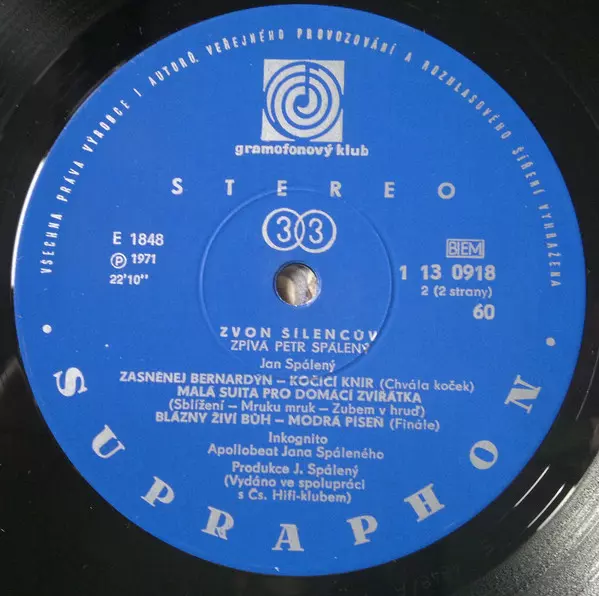 VŠECHNA PRÁVA VÝROBCE I AUTORŮ, VEŘEJNÉHO PROVOZOVÁNÍ A ROZHLASOVÉHO ŠÍŘENÍ VYHRAŽENA
gramofonový klub
STEREO
33
E 1848
Ⓟ 1971
22'10"
BIEM
1 13 0918
2 (2 strany)
60
ZVON ŠÍLENCŮV
ZPÍVÁ PETR SPÁLENÝ
Jan Spálený
ZASNĚNEJ BERNARDÝN – KOČIČÍ KNIR (Chvála koček)
MALÁ SUITA PRO DOMÁCÍ ZVÍŘÁTKA
(Sblížení – Mruku mruk – Zubem v hruď)
BLÁZNY ŽIVÍ BŮH – MODRÁ PÍSEŇ (Finále)
Inkognito
Apollobeat Jana Spáleného
Produkce J. Spálený
(Vydáno ve spolupráci
s Čs. Hifi-klubem)
SUPRAPHON